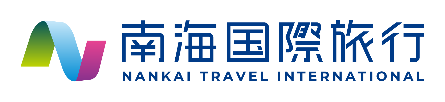 南海国際旅行
NANKAI TRAVEL INTERNATIONAL